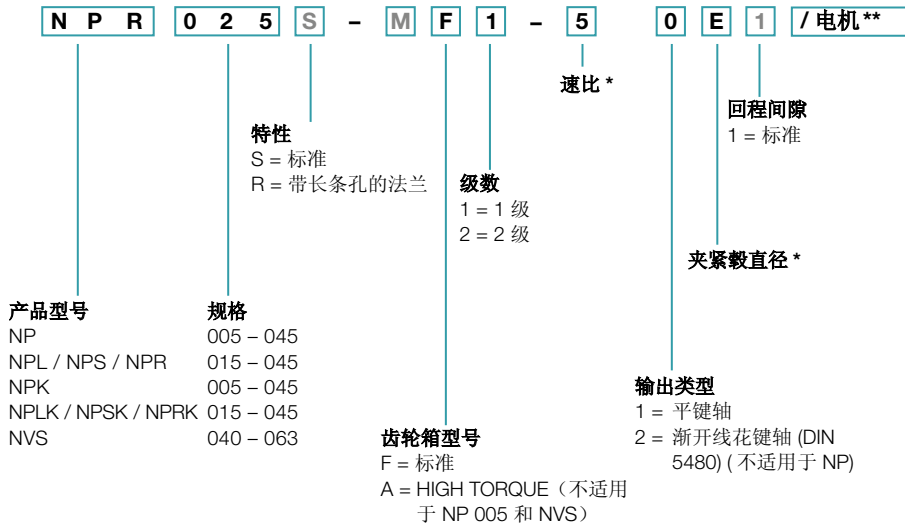 N P R 0 2 5 S – M F 1 – 5 0 E 1 / 电机 **
速比 *
回程间隙
1 = 标准
特性
S = 标准
R = 带长条孔的法兰
级数
1 = 1 级
2 = 2 级
夹紧毂直径 *
产品型号 规格
NP 005 – 045
NPL / NPS / NPR 015 – 045
NPK 005 – 045
NPLK / NPSK / NPRK 015 – 045
NVS 040 – 063
齿轮箱型号
F = 标准
A = HIGH TORQUE（不适用
于 NP 005 和 NVS）
输出类型
1 = 平键轴
2 = 渐开线花键轴 (DIN
5480) ( 不适用于 NP)